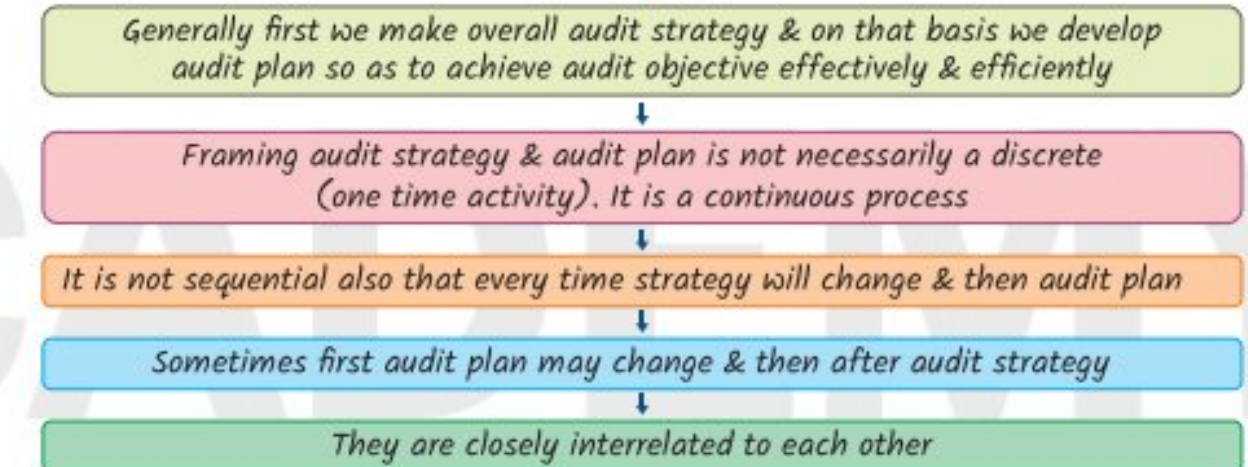 Generally first we make overall audit strategy & on that basis we develop
audit plan so as to achieve audit objective effectively & efficiently
Framing audit strategy & audit plan is not necessarily a discrete
(one time activity). It is a continuous process
It is not sequential also that every time strategy will change & then audit plan
Sometimes first audit plan may change & then after audit strategy
They are closely interrelated to each other